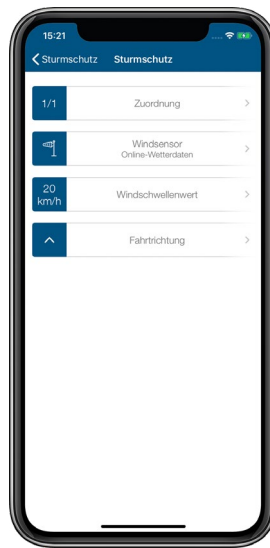 15:21
Sturmschutz Sturmschutz
1/1 Zuordnung
Windsensor
Online-Wetterdaten
20
km/h Windschwellenwert
Fahrtrichtung